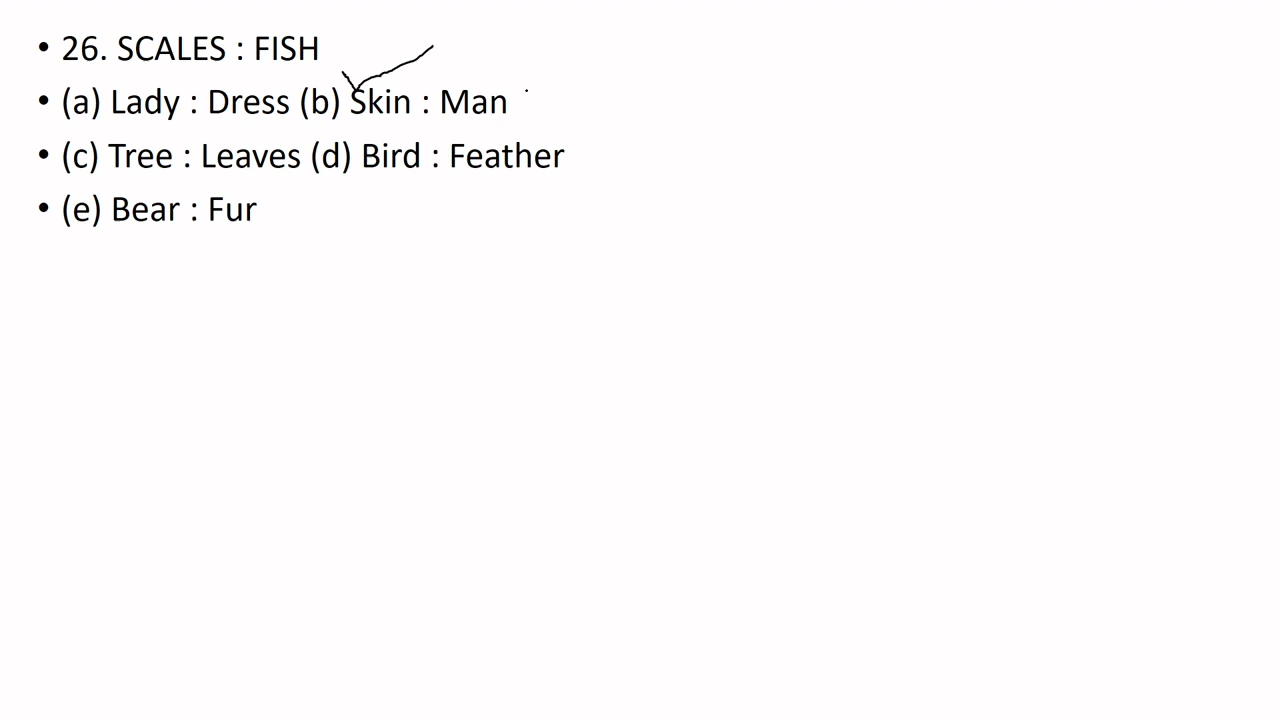 • 26. SCALES : FISH
• (a) Lady : Dress (b) Skin : Man
• (c) Tree : Leaves (d) Bird : Feather
• (e) Bear : Fur